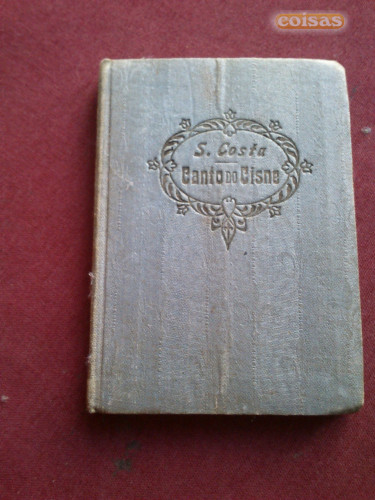 coisas
S. Costa
Canto do Cisne